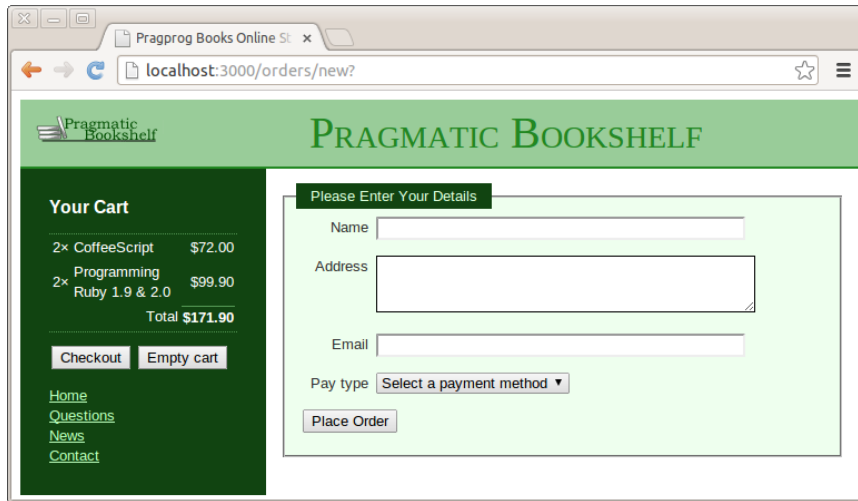 Pragprog Books Online St
localhost:3000/orders/new?
Pragmatic
Bookshelf
PRAGMATIC BOOKSHELF
Your Cart
2× CoffeeScript $72.00
2× Programming Ruby 1.9 & 2.0 $99.90
Total $171.90
Checkout Empty cart
Home
Questions
News
Contact
Please Enter Your Details
Name
Address
Email
Pay type Select a payment method
Place Order